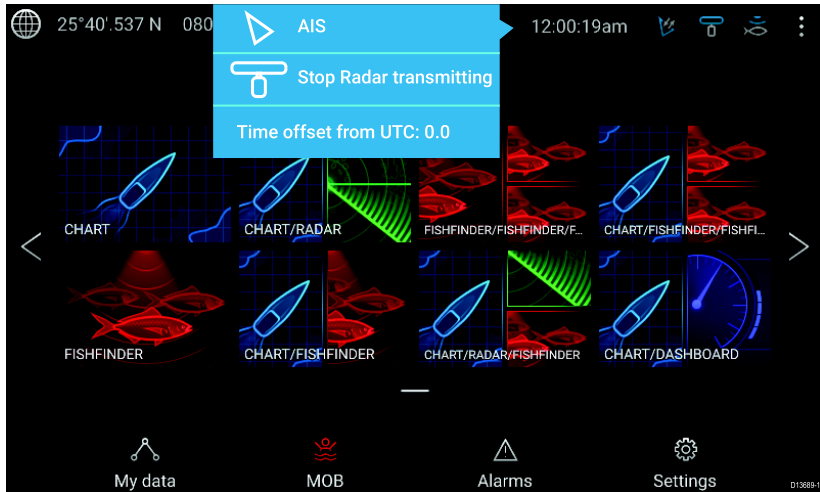 25°40'.537 N
080
AIS
12:00:19am
Stop Radar transmitting
Time offset from UTC: 0.0
CHART
CHART/RADAR
FISHFINDER/FISHFINDER/F...
CHART/FISHFINDER/FISHFI...
FISHFINDER
CHART/FISHFINDER
CHART/RADAR/FISHFINDER
CHART/DASHBOARD
My data
MOB
Alarms
Settings
D13689-1